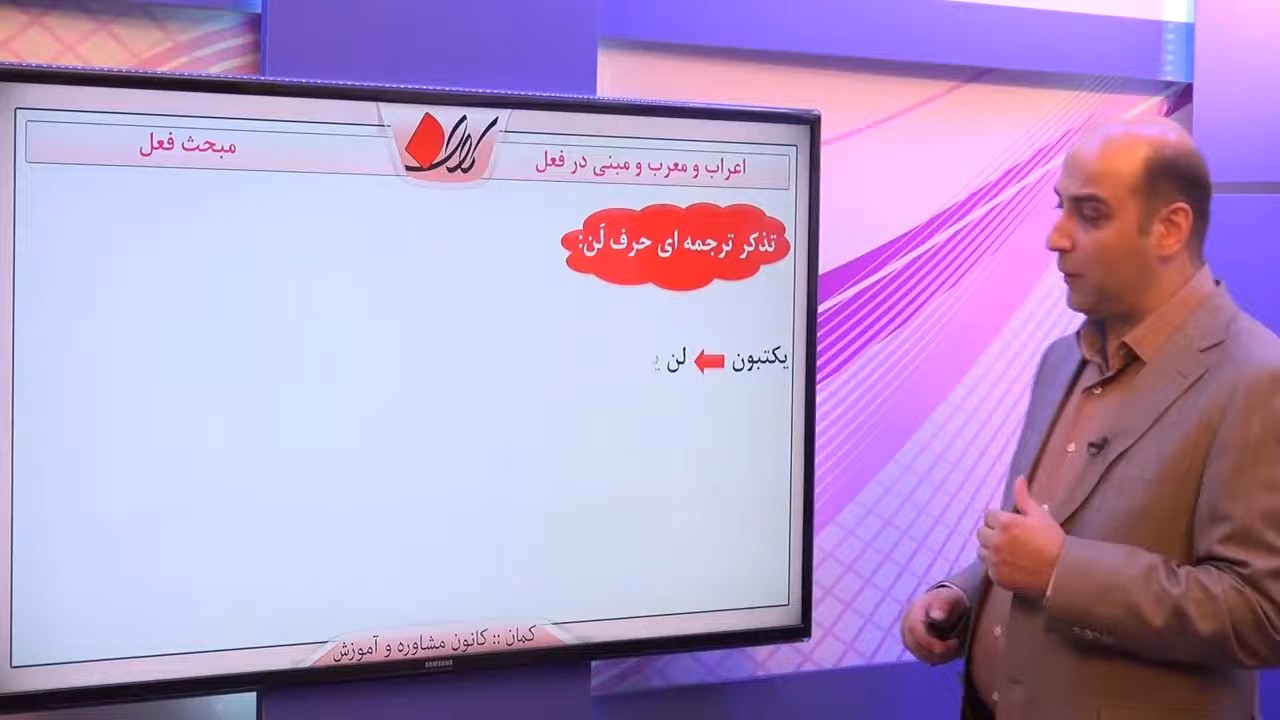 اعراب و معرب و مبنی در فعل
مبحث فعل
تذکر ترجمه ای حرف لَن:
یکتبون لن ی
کمان :: کانون مشاوره و آموزش
SAMSUNG